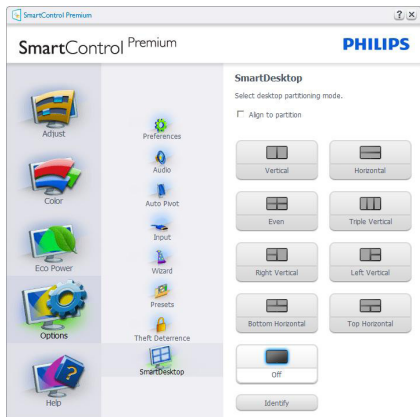 SmartControl Premium
SmartControl Premium
PHILIPS
Adjust
Color
Eco Power
Options
Help
Preferences
Audio
Auto Pivot
Input
Wizard
Presets
Theft Deterrence
SmartDesktop
SmartDesktop
Select desktop partitioning mode.
Align to partition
Vertical
Horizontal
Even
Triple Vertical
Right Vertical
Left Vertical
Bottom Horizontal
Top Horizontal
Off
Identify